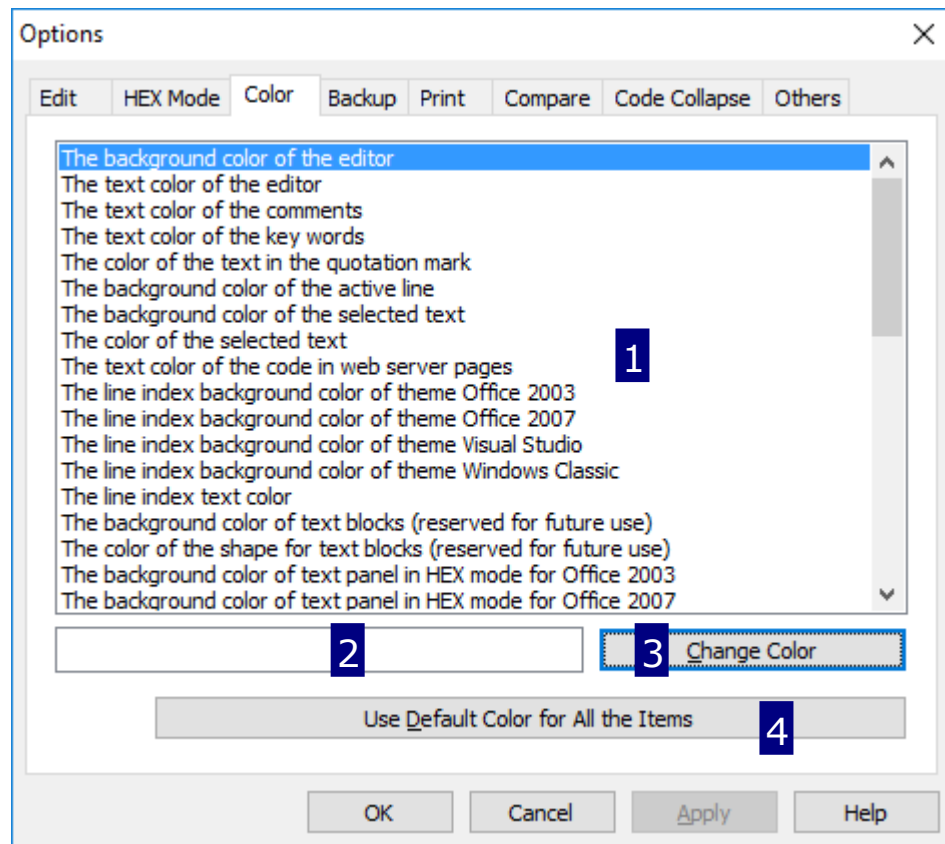 Options
Edit HEX Mode Color Backup Print Compare Code Collapse Others
The background color of the editor
The text color of the editor
The text color of the comments
The text color of the key words
The color of the text in the quotation mark
The background color of the active line
The background color of the selected text
The color of the selected text
1
The text color of the code in web server pages
The line index background color of theme Office 2003
The line index background color of theme Office 2007
The line index background color of theme Visual Studio
The line index background color of theme Windows Classic
The line index text color
The background color of text blocks (reserved for future use)
The color of the shape for text blocks (reserved for future use)
The background color of text panel in HEX mode for Office 2003
The background color of text panel in HEX mode for Office 2007
2 3 Change Color
Use Default Color for All the Items 4
OK Cancel Apply Help